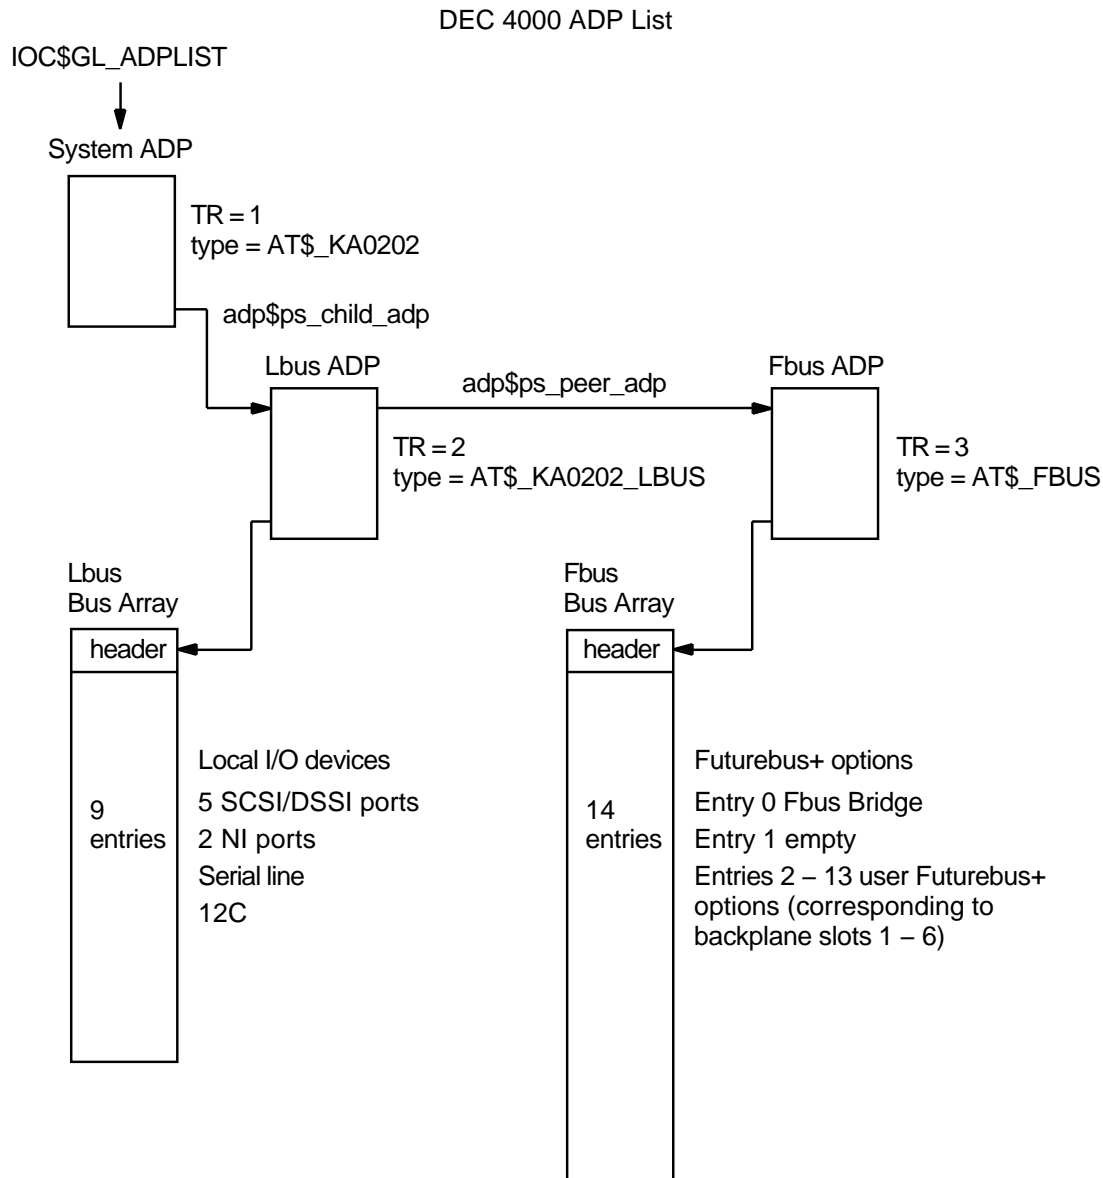 DEC 4000 ADP List
IOC$GL_ADPLIST
System ADP
TR = 1
type = AT$_KA0202
adp$ps_child_adp
Lbus ADP
adp$ps_peer_adp
Fbus ADP
TR = 2
type = AT$_KA0202_LBUS
TR = 3
type = AT$_FBUS
Lbus
Bus Array
header
9
entries
Local I/O devices
5 SCSI/DSSI ports
2 NI ports
Serial line
12C
Fbus
Bus Array
header
14
entries
Futurebus+ options
Entry 0 Fbus Bridge
Entry 1 empty
Entries 2 – 13 user Futurebus+
options (corresponding to
backplane slots 1 – 6)